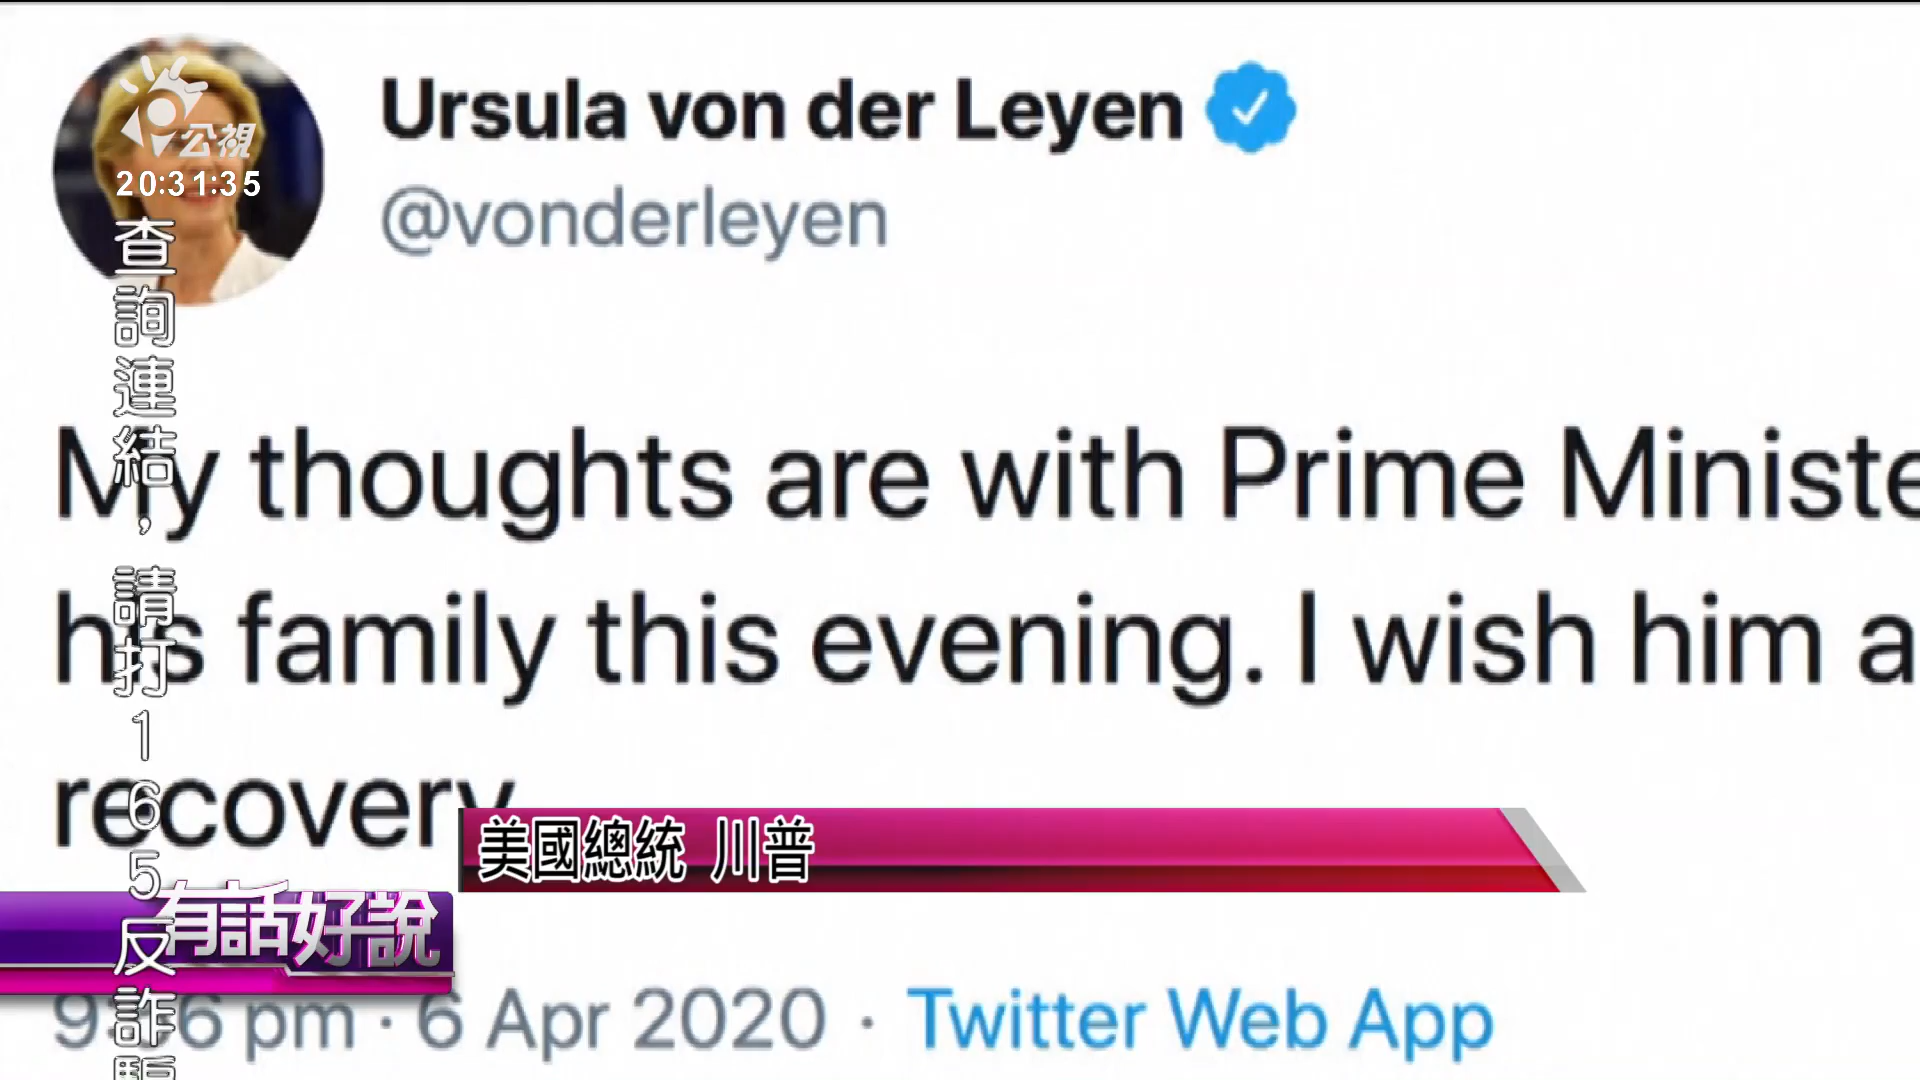 Ursula von der Leyen
@vonderleyen
公視
20:31:35
查詢連結，請打165反詐騙
My thoughts are with Prime Ministe
his family this evening. I wish him a
recovery
美國總統 川普
有話好說
pm · 6 Apr 2020 · Twitter Web App